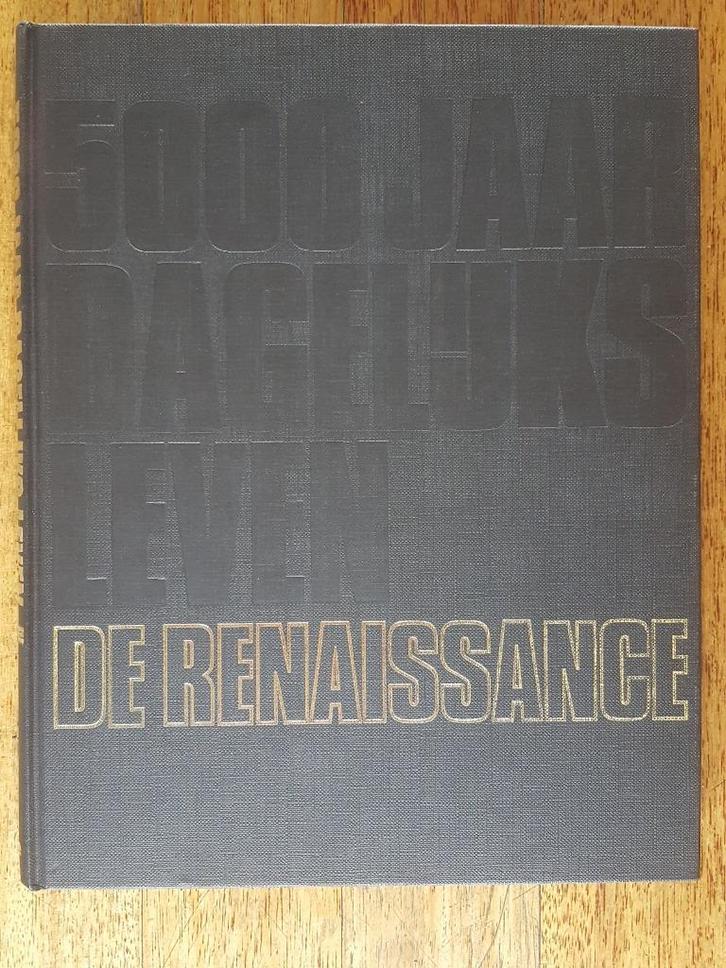 5000 JAAR
DAGELIJKS
LEVEN
DE RENAISSANCE